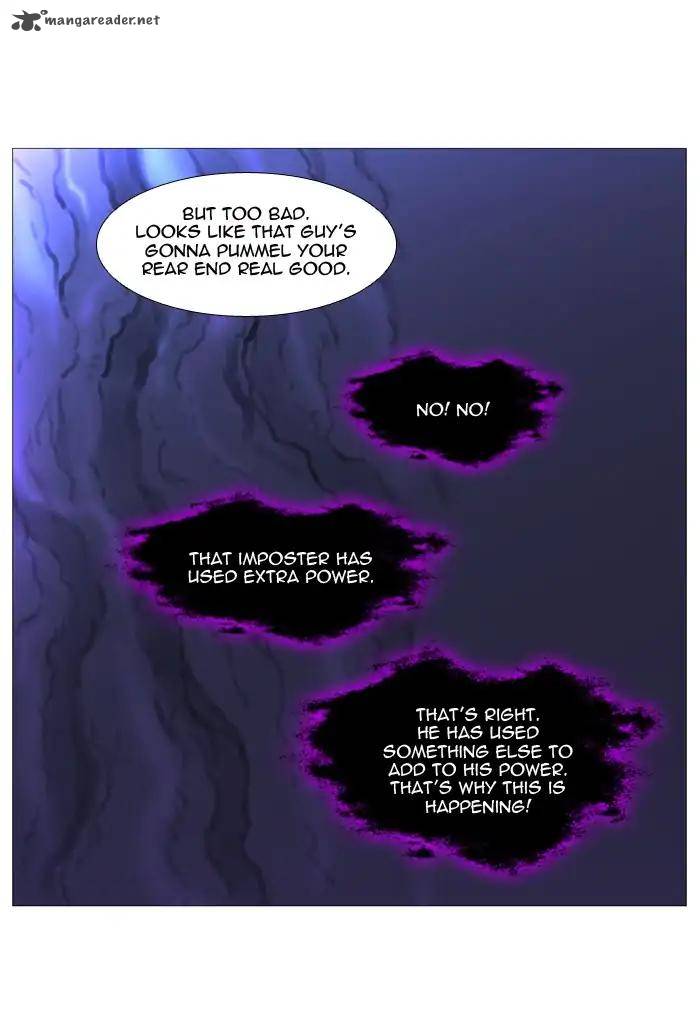 mangareader.net
BUT TOO BAD.
LOOKS LIKE THAT GUY'S
GONNA PUMMEL YOUR
REAR END REAL GOOD.
NO! NO!
THAT IMPOSTER HAS
USED EXTRA POWER.
THAT'S RIGHT.
HE HAS USED
SOMETHING ELSE TO
ADD TO HIS POWER.
THAT'S WHY THIS IS
HAPPENING!